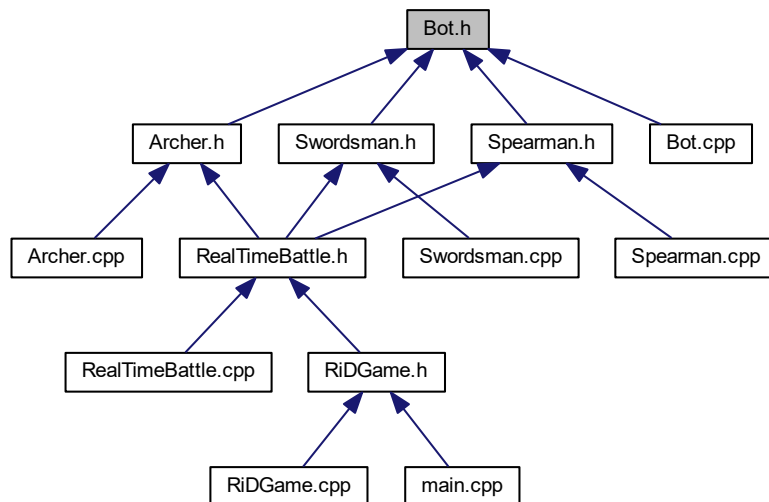 Bot.h
Archer.h
Swordsman.h
Spearman.h
Bot.cpp
Archer.cpp
RealTimeBattle.h
Swordsman.cpp
Spearman.cpp
RealTimeBattle.cpp
RiDGame.h
RiDGame.cpp
main.cpp